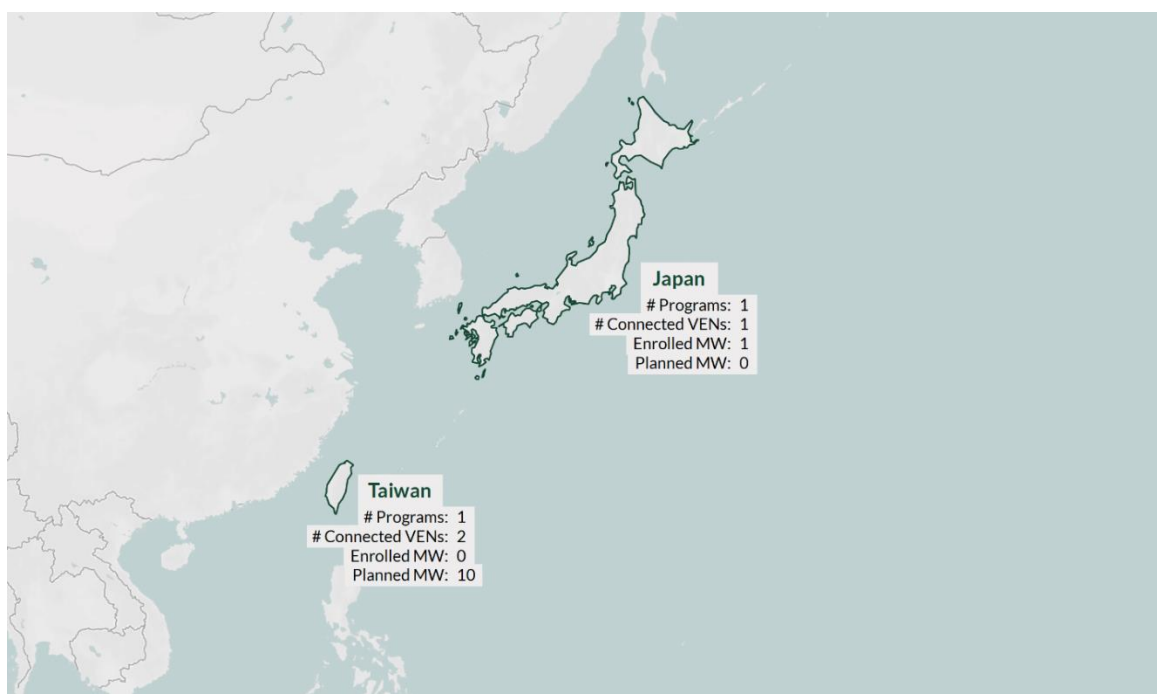 Japan
# Programs: 1
# Connected VENs: 1
Enrolled MW: 1
Planned MW: 0
Taiwan
# Programs: 1
# Connected VENs: 2
Enrolled MW: 0
Planned MW: 10